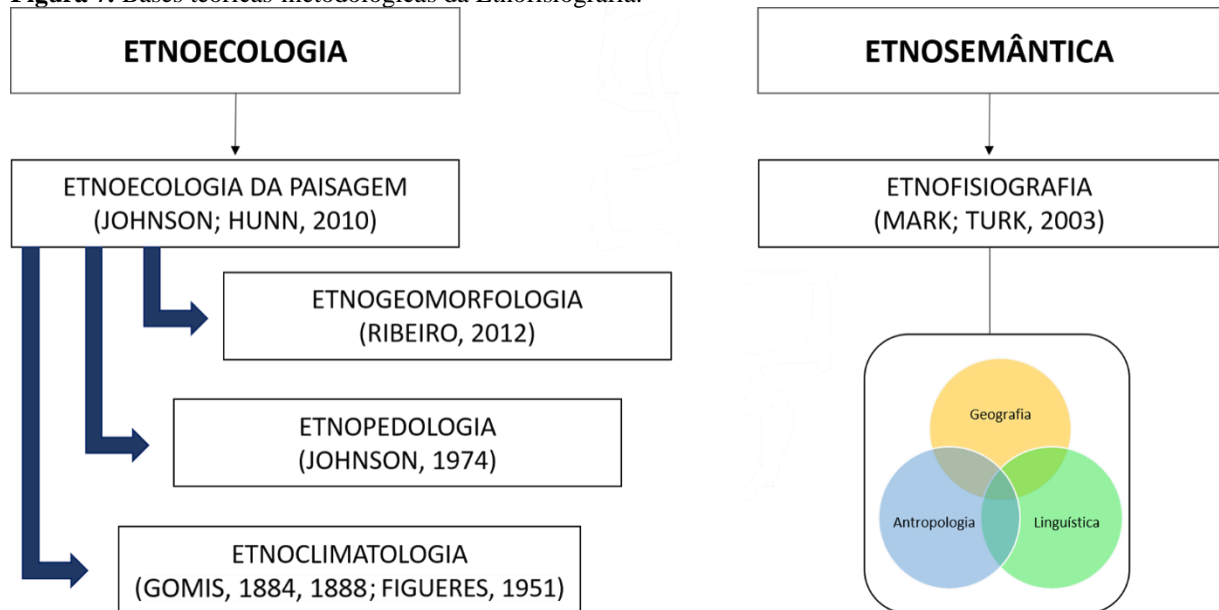 Figura 7. Bases teóricas-metodológicas da Etnofisiografia.
ETNOECOLOGIA
ETNOECOLOGIA DA PAISAGEM
(JOHNSON; HUNN, 2010)
ETNOGEOMORFOLOGIA
(RIBEIRO, 2012)
ETNOPEDOLOGIA
(JOHNSON, 1974)
ETNOCLIMATOLOGIA
(GOMIS, 1884, 1888; FIGUERES, 1951)
ETNOSEMÂNTICA
ETNOFISIOGRAFIA
(MARK; TURK, 2003)
Geografia
Antropologia
Linguística